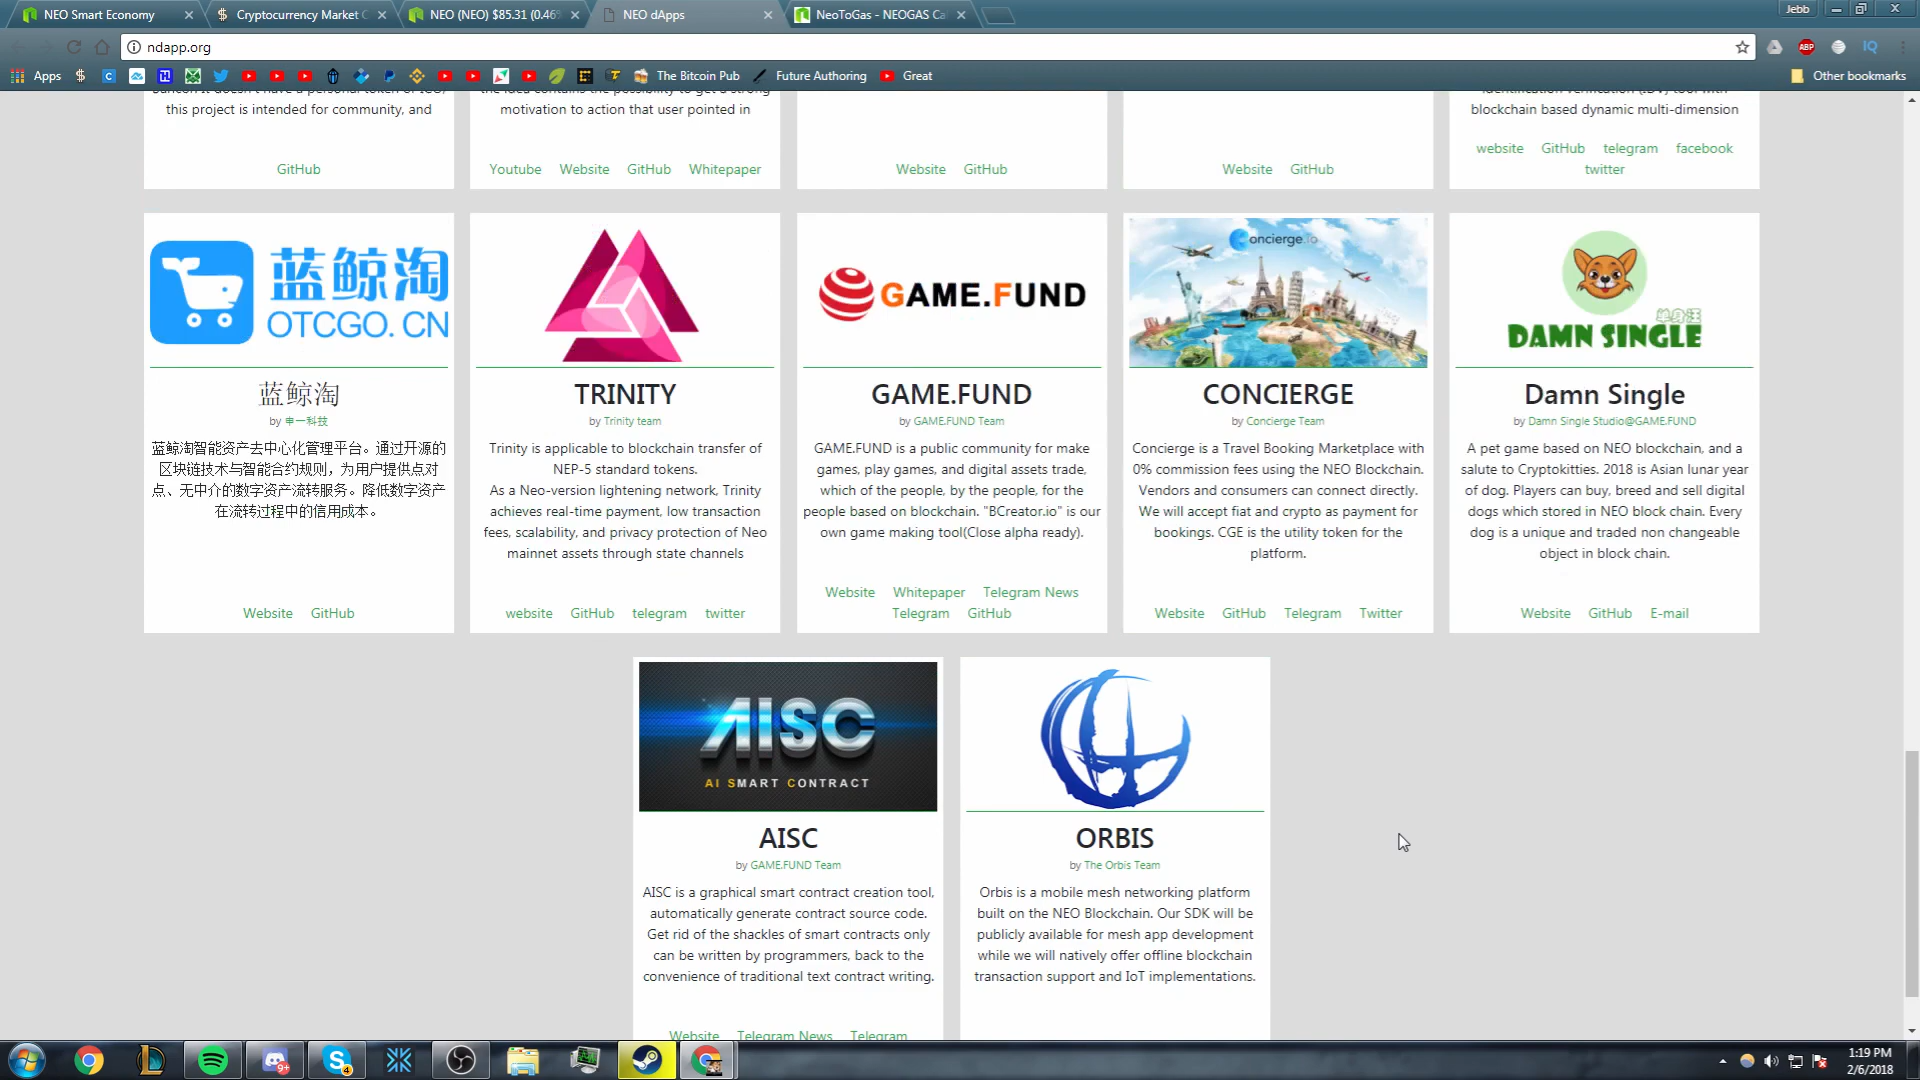 NEO Smart Economy
Cryptocurrency Market C
NEO (NEO) $85.31 (0.46%
NEO dApps
NeoToGas - NEOGAS Ca
Jebb
ndapp.org
ABP
IQ
Apps
The Bitcoin Pub
Future Authoring
Great
Other bookmarks
this project is intended for community, and
GitHub
the idea contains the possibility to get a strong
motivation to action that user pointed in
Youtube Website GitHub Whitepaper
Website GitHub
Website GitHub
blockchain based dynamic multi-dimension
website GitHub telegram facebook
twitter
蓝鲸淘
OTCGO.CN
蓝鲸淘
by 申一科技
蓝鲸淘智能资产去中心化管理平台。通过开源的
区块链技术与智能合约规则，为用户提供点对
点、无中介的数字资产流转服务。降低数字资产
在流转过程中的信用成本。
Website GitHub
TRINITY
by Trinity team
Trinity is applicable to blockchain transfer of
NEP-5 standard tokens.
As a Neo-version lightening network, Trinity
achieves real-time payment, low transaction
fees, scalability, and privacy protection of Neo
mainnet assets through state channels
website GitHub telegram twitter
GAME.FUND
GAME.FUND
by GAME.FUND Team
GAME.FUND is a public community for make
games, play games, and digital assets trade,
which of the people, by the people, for the
people based on blockchain. "BCreator.io" is our
own game making tool(Close alpha ready).
Website Whitepaper Telegram News
Telegram GitHub
Concierge.io
CONCIERGE
by Concierge Team
Concierge is a Travel Booking Marketplace with
0% commission fees using the NEO Blockchain.
Vendors and consumers can connect directly.
We will accept fiat and crypto as payment for
bookings. CGE is the utility token for the
platform.
Website GitHub Telegram Twitter
单身汪
DAMN SINGLE
Damn Single
by Damn Single Studio@GAME.FUND
A pet game based on NEO blockchain, and a
salute to Cryptokitties. 2018 is Asian lunar year
of dog. Players can buy, breed and sell digital
dogs which stored in NEO block chain. Every
dog is a unique and traded non changeable
object in block chain.
Website GitHub E-mail
AISC
AI SMART CONTRACT
AISC
by GAME.FUND Team
AISC is a graphical smart contract creation tool,
automatically generate contract source code.
Get rid of the shackles of smart contracts only
can be written by programmers, back to the
convenience of traditional text contract writing.
Website Telegram News Telegram
ORBIS
by The Orbis Team
Orbis is a mobile mesh networking platform
built on the NEO Blockchain. Our SDK will be
publicly available for mesh app development
while we will natively offer offline blockchain
transaction support and IoT implementations.
9+
4
1:19 PM
2/6/2018